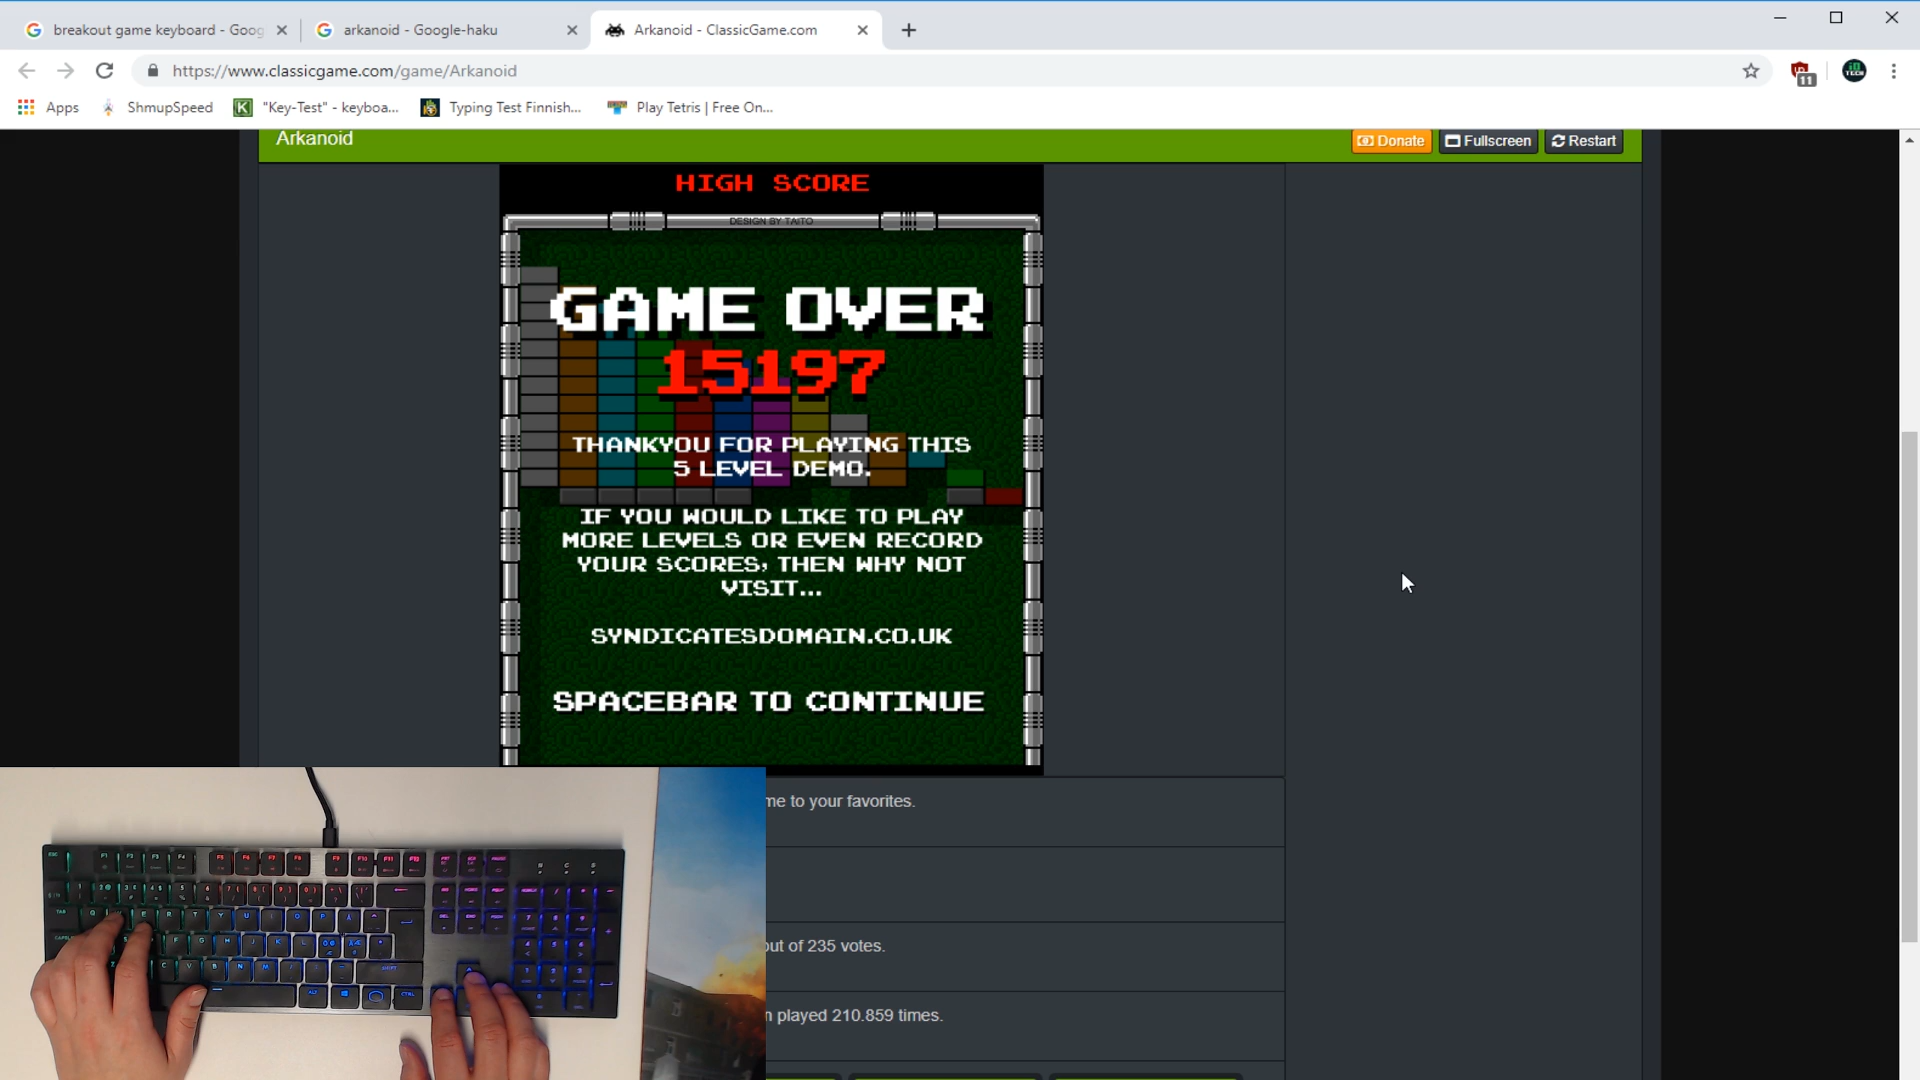 breakout game keyboard - Goog
arkanoid - Google-haku
Arkanoid - ClassicGame.com
https://www.classicgame.com/game/Arkanoid
11
Apps
ShmupSpeed
"Key-Test" - keyboa...
Typing Test Finnish...
Play Tetris | Free On...
Arkanoid
Donate
Fullscreen
Restart
HIGH SCORE
DESIGN BY TAITO
GAME OVER
15197
THANKYOU FOR PLAYING THIS
5 LEVEL DEMO.
IF YOU WOULD LIKE TO PLAY
MORE LEVELS OR EVEN RECORD
YOUR SCORES, THEN WHY NOT
VISIT...
SYNDICATESDOMAIN.CO.UK
SPACEBAR TO CONTINUE
me to your favorites.
out of 235 votes.
n played 210.859 times.